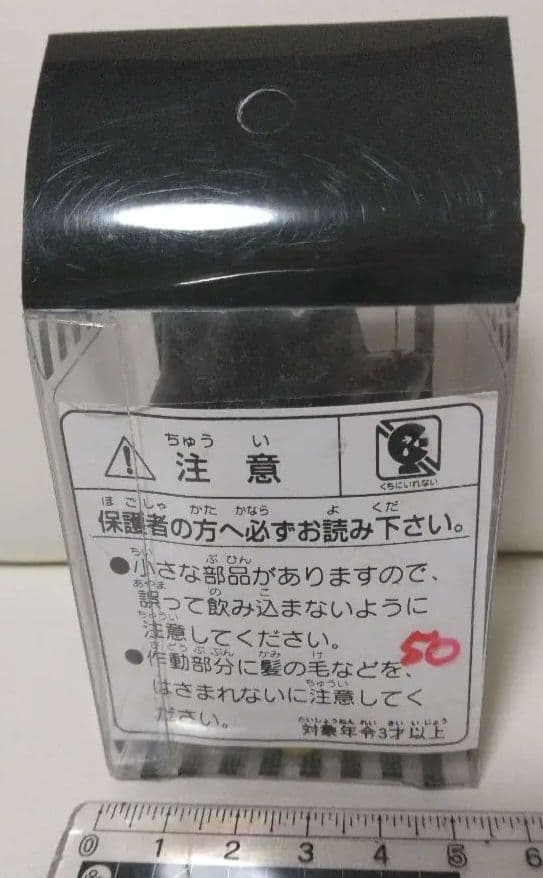 ちゅう い
注意
くちにいれない
ほごしゃ かた かなら よ くだ
保護者の方へ必ずお読み下さい。
ちい ぶひん
●小さな部品がありますので、
あやま の こ
誤って飲み込まないように
ちゅうい
注意してください。
さどうぶぶん かみ け
●作動部分に髪の毛などを、
50
ちゅうい
はさまれないに注意してく
ださい。
たいしょうねんれい さいいじょう
対象年令3才以上
0 1 2 3 4 5 6